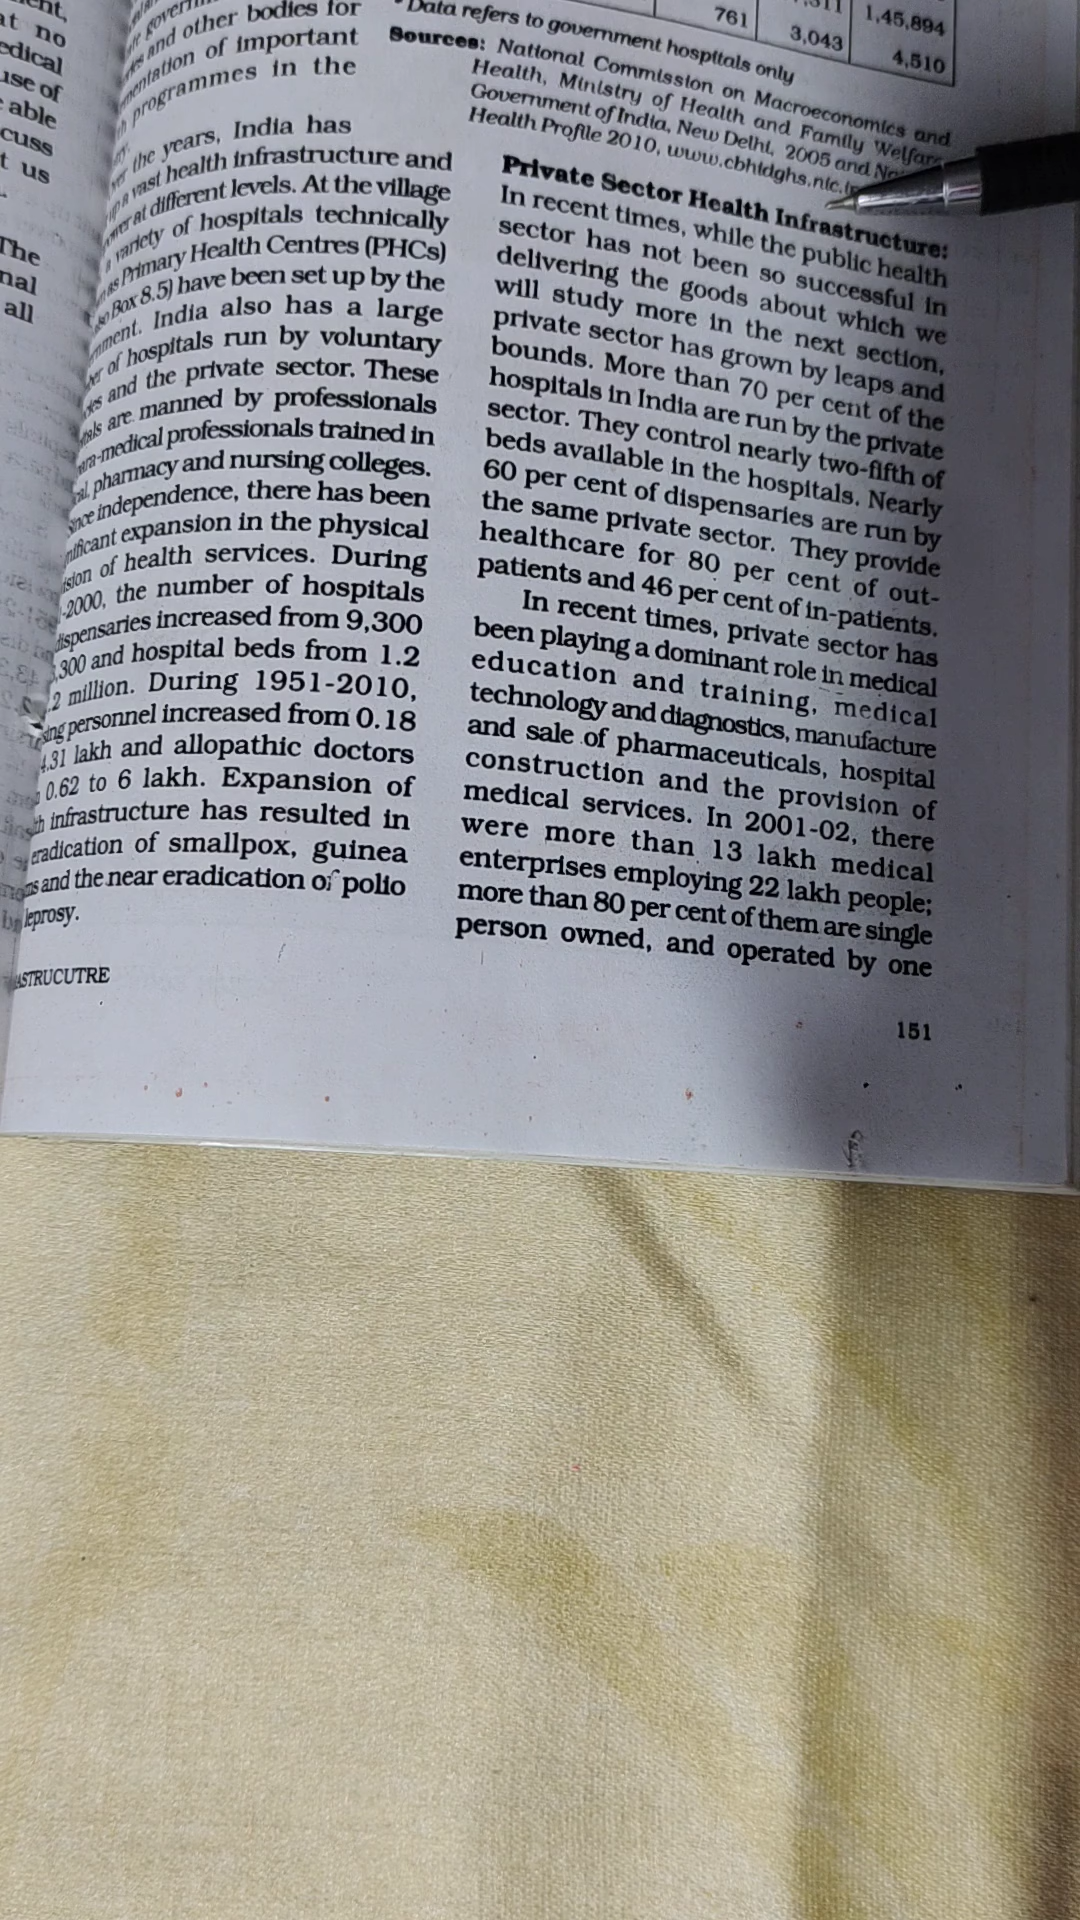 at no
edical
use of
able
cuss
t us
The
nal
all
and other bodies for
of important
programmes in the
the years, India has
a vast health infrastructure and
at different levels. At the village
variety of hospitals technically
as Primary Health Centres (PHCs)
Box 8.5) have been set up by the
India also has a large
of hospitals run by voluntary
and the private sector. These
are manned by professionals
medical professionals trained in
pharmacy and nursing colleges.
independence, there has been
expansion in the physical
of health services. During
-2000, the number of hospitals
dispensaries increased from 9,300
,300 and hospital beds from 1.2
million. During 1951-2010,
personnel increased from 0.18
4.31 lakh and allopathic doctors
0.62 to 6 lakh. Expansion of
infrastructure has resulted in
eradication of smallpox, guinea
and the near eradication of polio
leprosy.
ASTRUCUTRE
761
3,043
1,45,894
4,510
* Data refers to government hospitals only
Sources: National Commission on Macroeconomics and
Health, Ministry of Health and Family Welfare
Government of India, New Delhi, 2005 and
Health Profile 2010, www.cbhidghs.nic.in
Private Sector Health Infrastructure:
In recent times, while the public health
sector has not been so successful in
delivering the goods about which we
will study more in the next section,
private sector has grown by leaps and
bounds. More than 70 per cent of the
hospitals in India are run by the private
sector. They control nearly two-fifth of
beds available in the hospitals. Nearly
60 per cent of dispensaries are run by
the same private sector. They provide
healthcare for 80 per cent of out-
patients and 46 per cent of in-patients.
In recent times, private sector has
been playing a dominant role in medical
education and training, medical
technology and diagnostics, manufacture
and sale of pharmaceuticals, hospital
construction and the provision of
medical services. In 2001-02, there
were more than 13 lakh medical
enterprises employing 22 lakh people;
more than 80 per cent of them are single
person owned, and operated by one
151